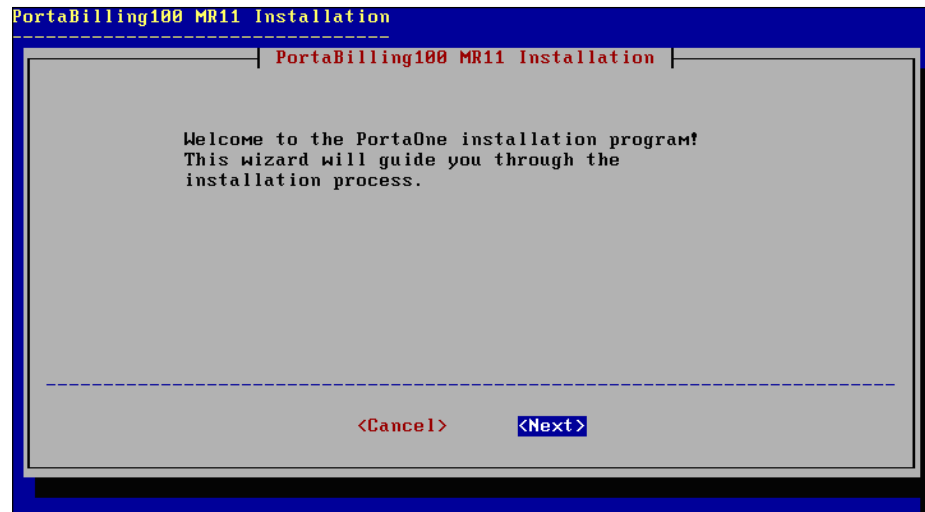 PortaBilling100 MR11 Installation
PortaBilling100 MR11 Installation
Welcome to the PortaOne installation program!
This wizard will guide you through the
installation process.
<Cancel> <Next>